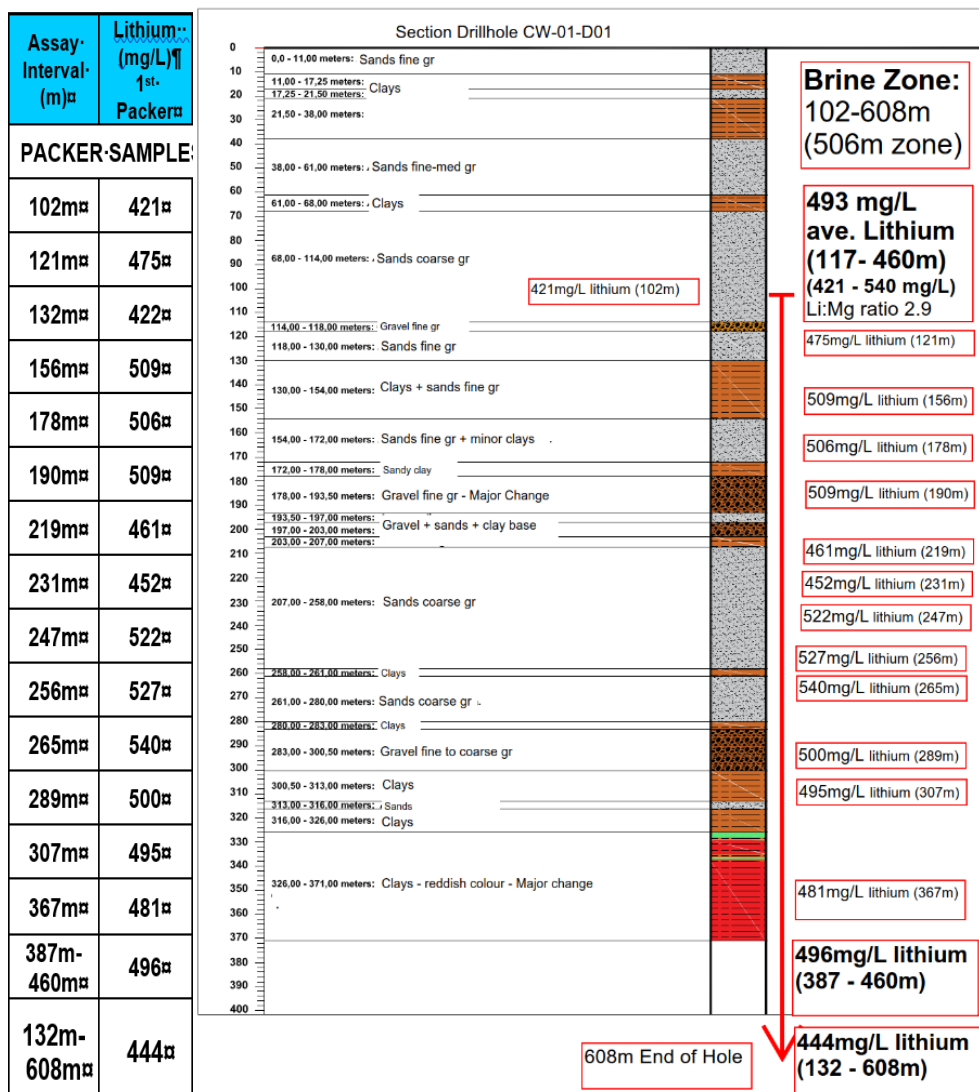 Assay·
Interval·
(m)¤
Lithium··
(mg/L)¶
1st·
Packer¤
PACKER·SAMPLES
102m¤ 421¤
121m¤ 475¤
132m¤ 422¤
156m¤ 509¤
178m¤ 506¤
190m¤ 509¤
219m¤ 461¤
231m¤ 452¤
247m¤ 522¤
256m¤ 527¤
265m¤ 540¤
289m¤ 500¤
307m¤ 495¤
367m¤ 481¤
387m-
460m¤
496¤
132m-
608m¤
444¤
Section Drillhole CW-01-D01
0
10
20
30
40
50
60
70
80
90
100
110
120
130
140
150
160
170
180
190
200
210
220
230
240
250
260
270
280
290
300
310
320
330
340
350
360
370
380
390
400
0,0 - 11,00 meters: Sands fine gr
11,00 - 17,25 meters:
Clays
17,25 - 21,50 meters:
21,50 - 38,00 meters:
38,00 - 61,00 meters: Sands fine-med gr
61,00 - 68,00 meters: Clays
68,00 - 114,00 meters: Sands coarse gr
421mg/L lithium (102m)
114,00 - 118,00 meters: Gravel fine gr
118,00 - 130,00 meters: Sands fine gr
130,00 - 154,00 meters: Clays + sands fine gr
154,00 - 172,00 meters: Sands fine gr + minor clays
172,00 - 178,00 meters: Sandy clay
178,00 - 193,50 meters: Gravel fine gr - Major Change
193,50 - 197,00 meters:
Gravel + sands + clay base
197,00 - 203,00 meters:
203,00 - 207,00 meters:
207,00 - 258,00 meters: Sands coarse gr
258,00 - 261,00 meters: Clays
261,00 - 280,00 meters: Sands coarse gr
280,00 - 283,00 meters: Clays
283,00 - 300,50 meters: Gravel fine to coarse gr
300,50 - 313,00 meters: Clays
313,00 - 316,00 meters: Sands
316,00 - 326,00 meters: Clays
326,00 - 371,00 meters: Clays - reddish colour - Major change
Brine Zone:
102-608m
(506m zone)
493 mg/L
ave. Lithium
(117- 460m)
(421 - 540 mg/L)
Li:Mg ratio 2.9
475mg/L lithium (121m)
509mg/L lithium (156m)
506mg/L lithium (178m)
509mg/L lithium (190m)
461mg/L lithium (219m)
452mg/L lithium (231m)
522mg/L lithium (247m)
527mg/L lithium (256m)
540mg/L lithium (265m)
500mg/L lithium (289m)
495mg/L lithium (307m)
481mg/L lithium (367m)
496mg/L lithium
(387 - 460m)
608m End of Hole
444mg/L lithium
(132 - 608m)